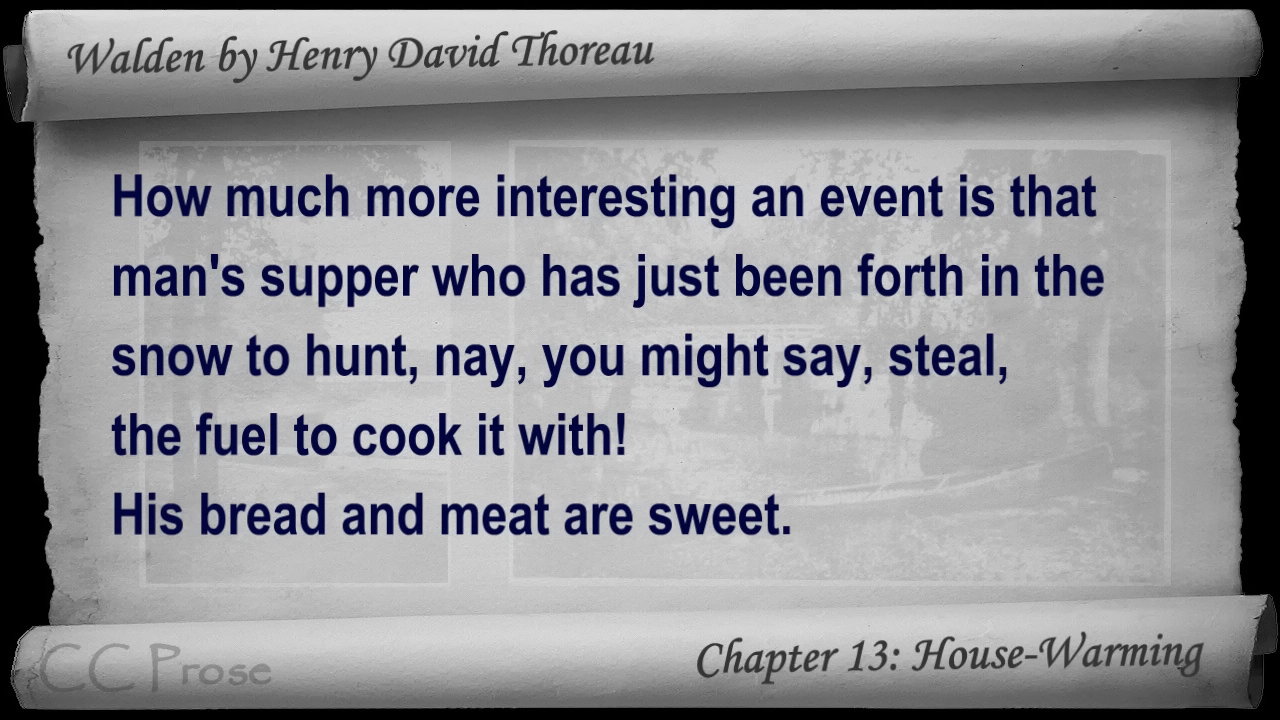 Walden by Henry David Thoreau
How much more interesting an event is that
man's supper who has just been forth in the
snow to hunt, nay, you might say, steal,
the fuel to cook it with!
His bread and meat are sweet.
CC Prose
Chapter 13: House-Warming